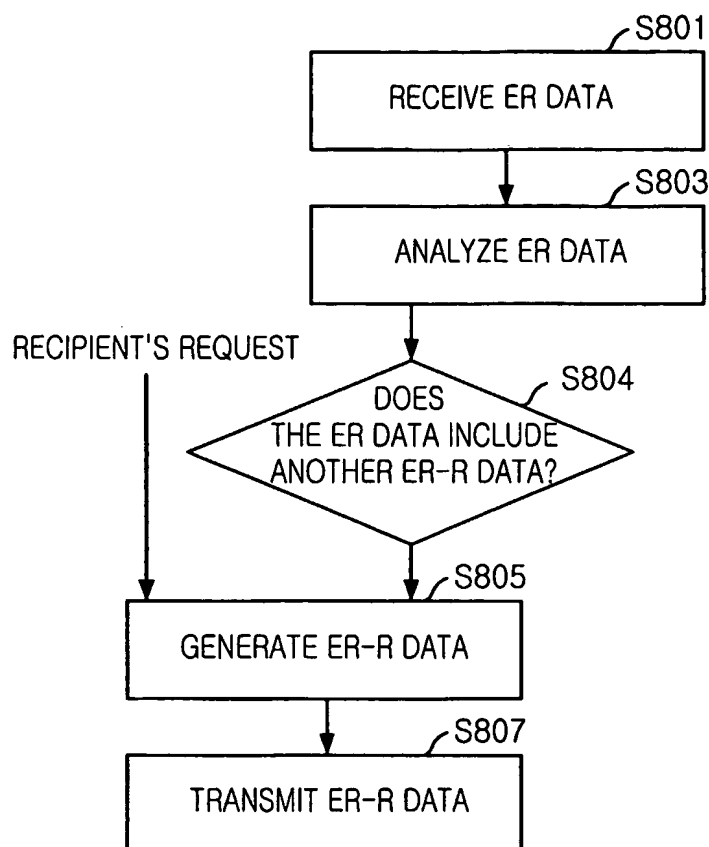 S801
RECEIVE ER DATA
S803
ANALYZE ER DATA
RECIPIENT'S REQUEST
S804
DOES
THE ER DATA INCLUDE
ANOTHER ER-R DATA?
S805
GENERATE ER-R DATA
S807
TRANSMIT ER-R DATA